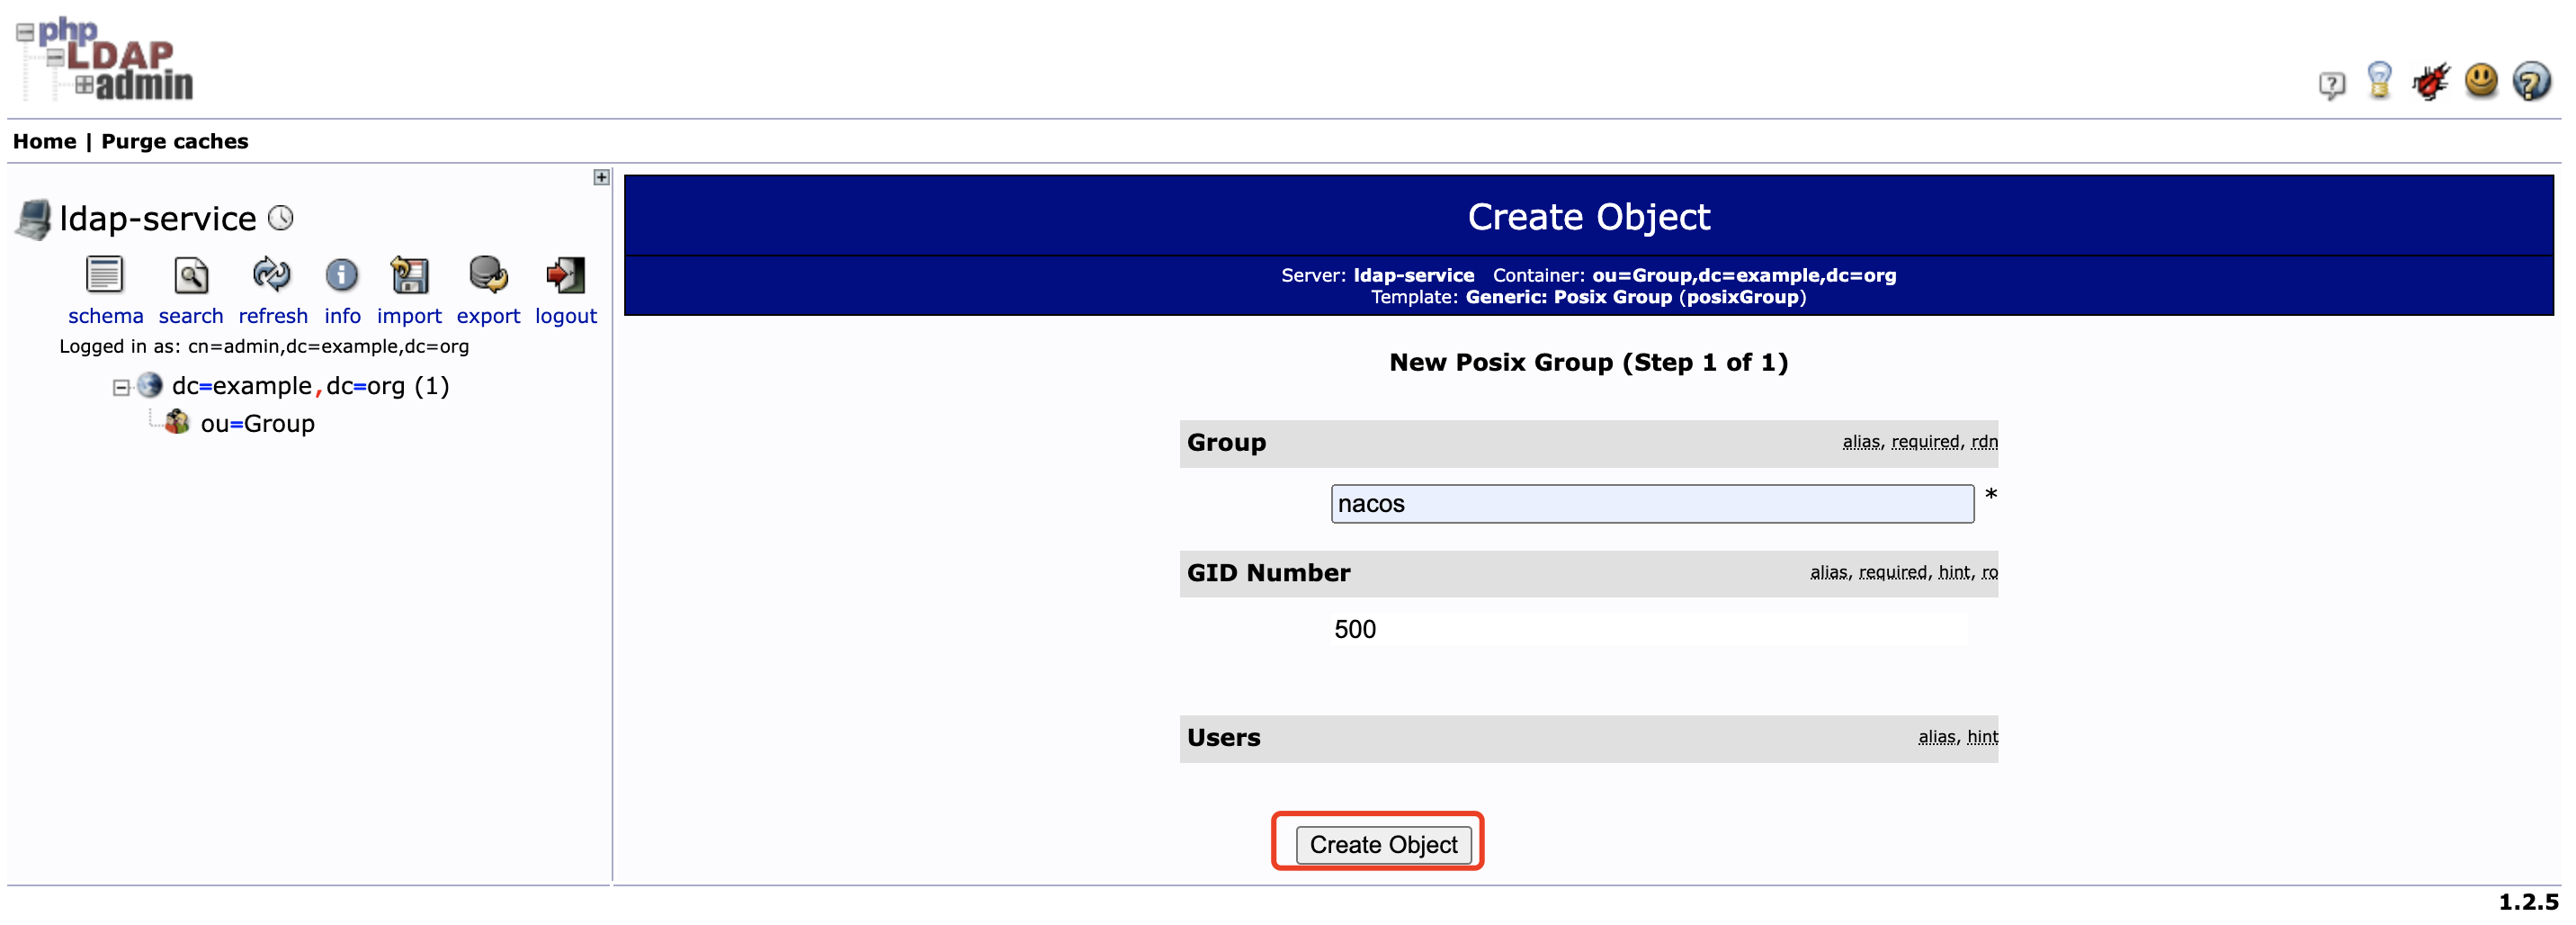 php
LDAP
admin
Home | Purge caches
ldap-service
schema search refresh info import export logout
Logged in as: cn=admin,dc=example,dc=org
dc=example,dc=org (1)
ou=Group
Create Object
Server: ldap-service Container: ou=Group,dc=example,dc=org
Template: Generic: Posix Group (posixGroup)
New Posix Group (Step 1 of 1)
Group alias, required, rdn
nacos *
GID Number alias, required, hint, ro
500
Users alias, hint
Create Object
1.2.5